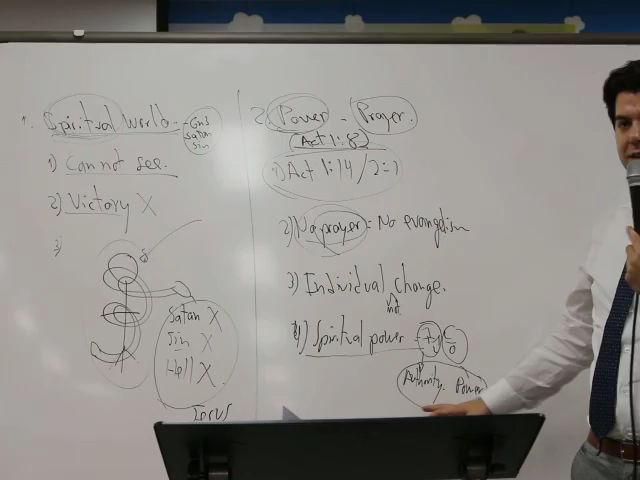 1. Spiritual World. - God
Satan
Sin
1) Cannot see.
2) Victory X
3)
Satan X
Sin X
Hell X
Jesus
2. Power - Prayer.
(Act 1:8)
1) Act 1:14 / 2:1
2) No prayer = No evangelism
3) Individual change.
not
4) Spiritual power
Authority. Power